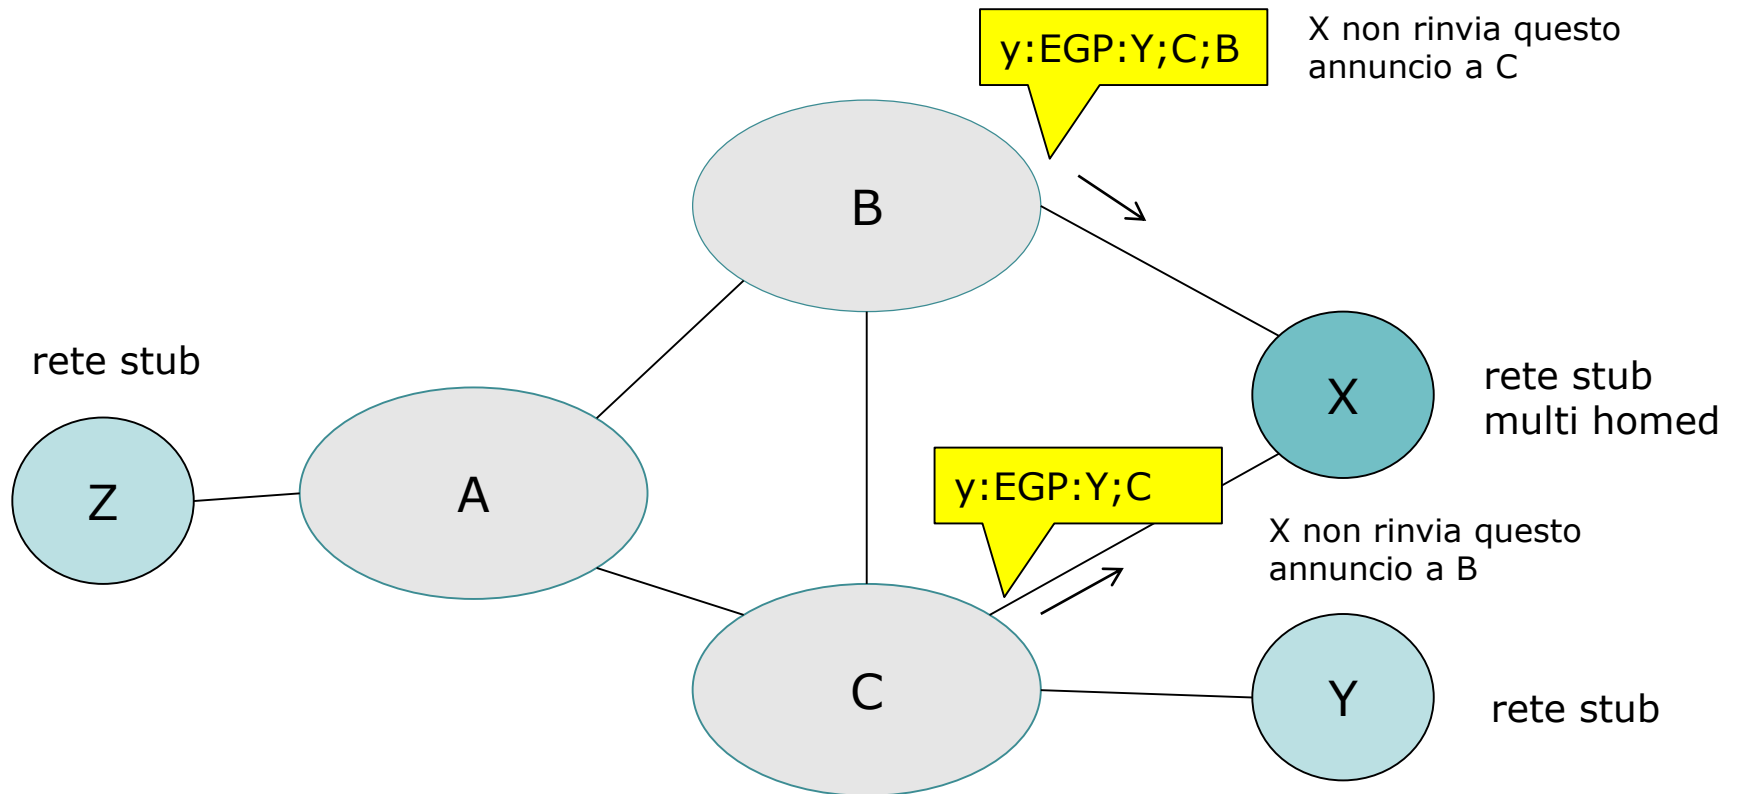 y:EGP:Y;C;B
X non rinvia questo
annuncio a C
B
rete stub
X
rete stub
multi homed
Z
A
y:EGP:Y;C
X non rinvia questo
annuncio a B
C
Y
rete stub